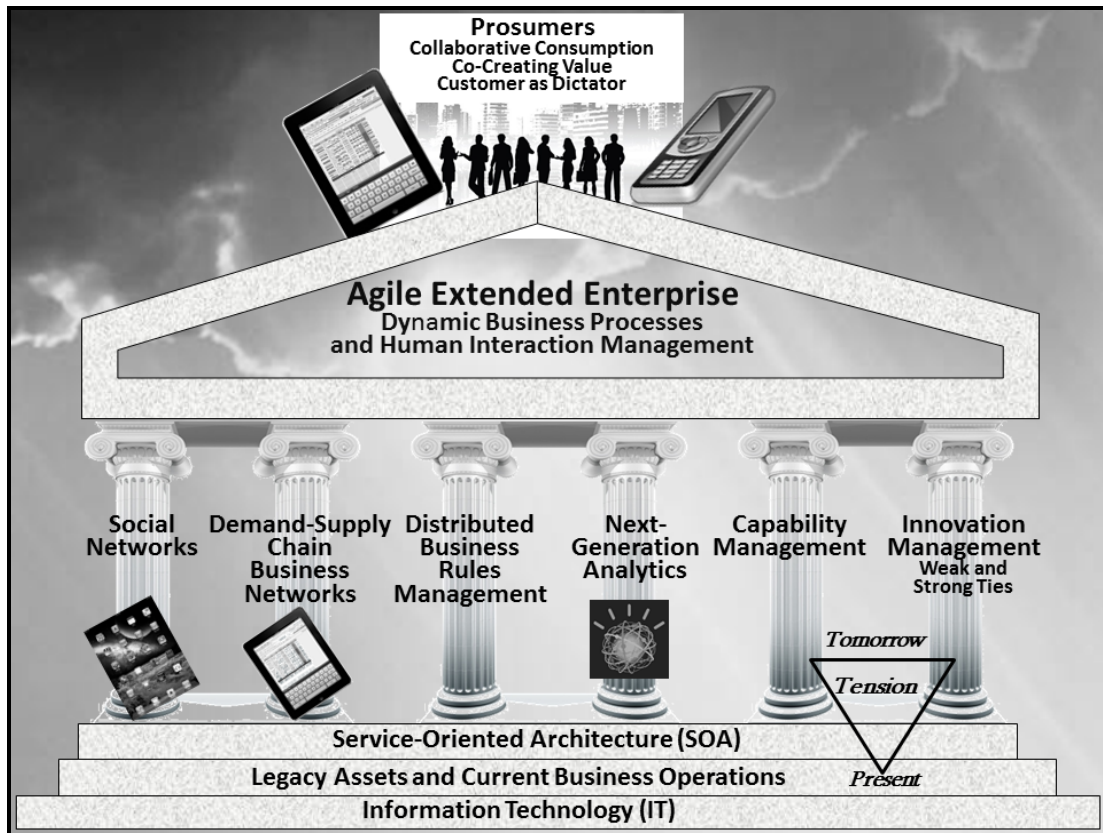 Prosumers
Collaborative Consumption
Co-Creating Value
Customer as Dictator
Agile Extended Enterprise
Dynamic Business Processes
and Human Interaction Management
Social
Networks
Demand-Supply
Chain
Business
Networks
Distributed
Business
Rules
Management
Next-
Generation
Analytics
Capability
Management
Innovation
Management
Weak and
Strong Ties
Tomorrow
Tension
Present
Service-Oriented Architecture (SOA)
Legacy Assets and Current Business Operations
Information Technology (IT)